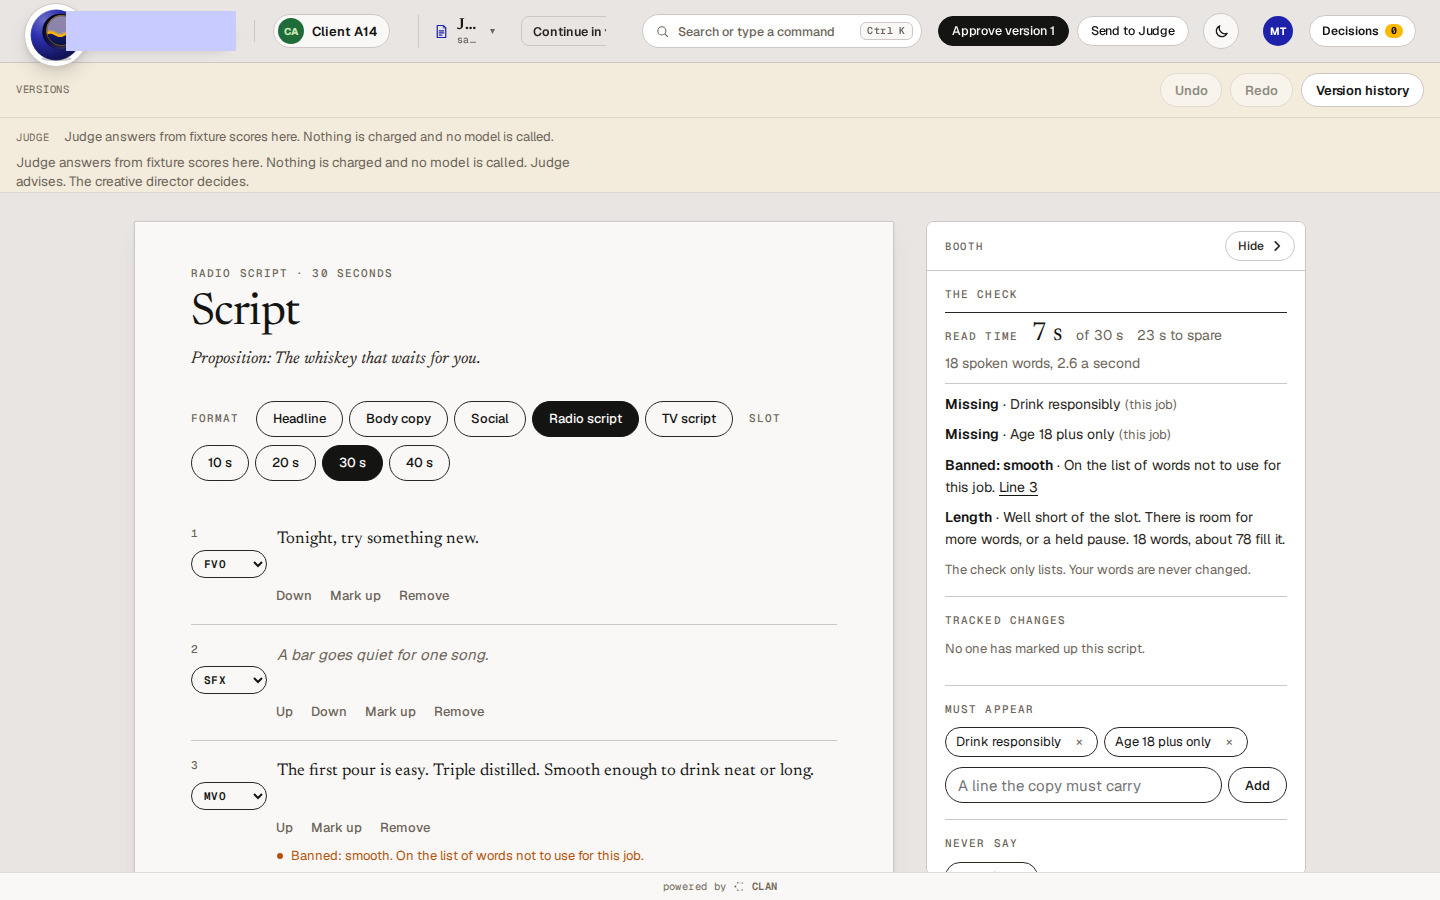 CA Client A14
J…
sa…
Continue in
Search or type a command Ctrl K
Approve version 1
Send to Judge
MT
Decisions 0
VERSIONS
Undo Redo Version history
JUDGE Judge answers from fixture scores here. Nothing is charged and no model is called.
Judge answers from fixture scores here. Nothing is charged and no model is called. Judge
advises. The creative director decides.
RADIO SCRIPT · 30 SECONDS
Script
Proposition: The whiskey that waits for you.
FORMAT Headline Body copy Social Radio script TV script SLOT
10 s 20 s 30 s 40 s
1
FVO
Tonight, try something new.
Down Mark up Remove
2
SFX
A bar goes quiet for one song.
Up Down Mark up Remove
3
MVO
The first pour is easy. Triple distilled. Smooth enough to drink neat or long.
Up Mark up Remove
Banned: smooth. On the list of words not to use for this job.
BOOTH Hide
THE CHECK
READ TIME 7 s of 30 s 23 s to spare
18 spoken words, 2.6 a second
Missing · Drink responsibly (this job)
Missing · Age 18 plus only (this job)
Banned: smooth · On the list of words not to use for
this job. Line 3
Length · Well short of the slot. There is room for
more words, or a held pause. 18 words, about 78 fill it.
The check only lists. Your words are never changed.
TRACKED CHANGES
No one has marked up this script.
MUST APPEAR
Drink responsibly × Age 18 plus only ×
A line the copy must carry Add
NEVER SAY
powered by CLAN